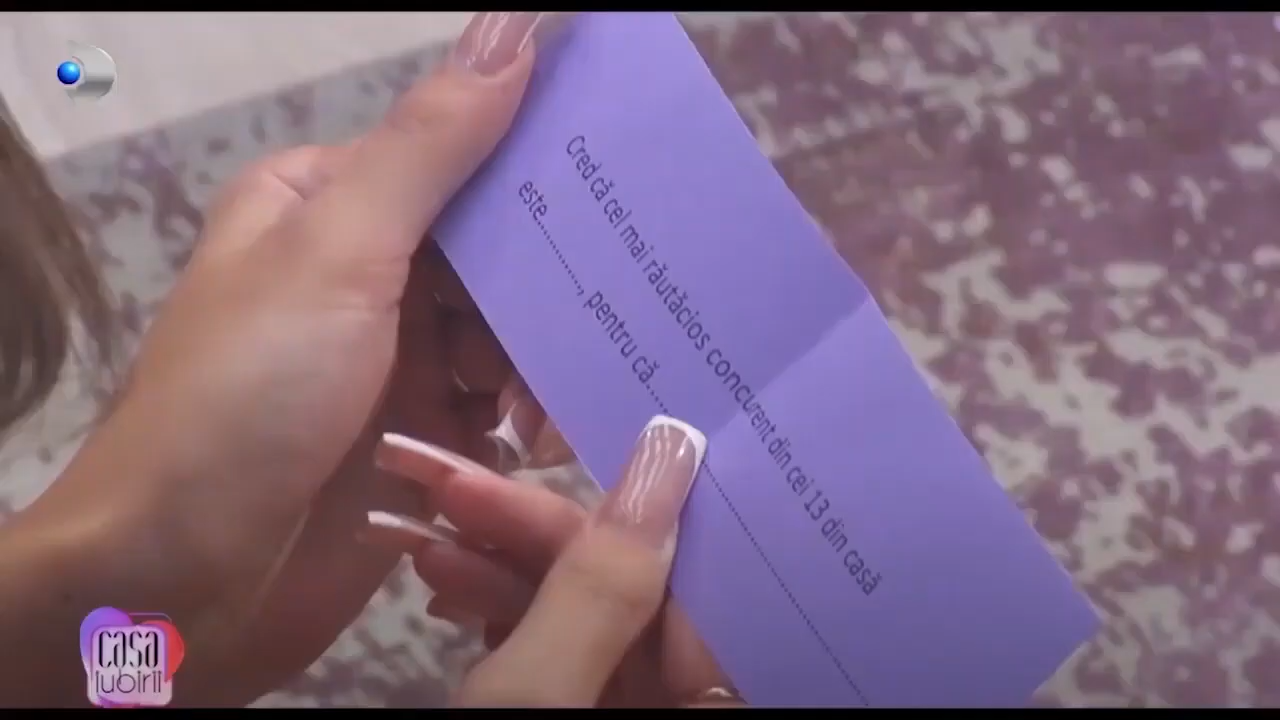 Cred că cel mai răutăcios concurent din cei 13 din casă
este..........., pentru că.......................................
casa
iubirii